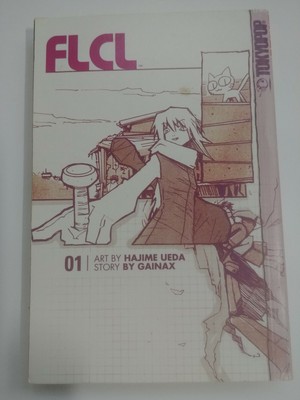 FLCL
TOKYOPOP
01 | ART BY HAJIME UEDA
STORY BY GAINAX